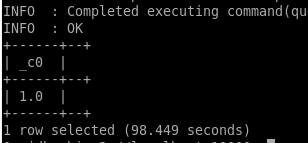 INFO  : Completed executing command(qu
INFO  : OK
+------+--+
| _c0  |
+------+--+
| 1.0  |
+------+--+
1 row selected (98.449 seconds)